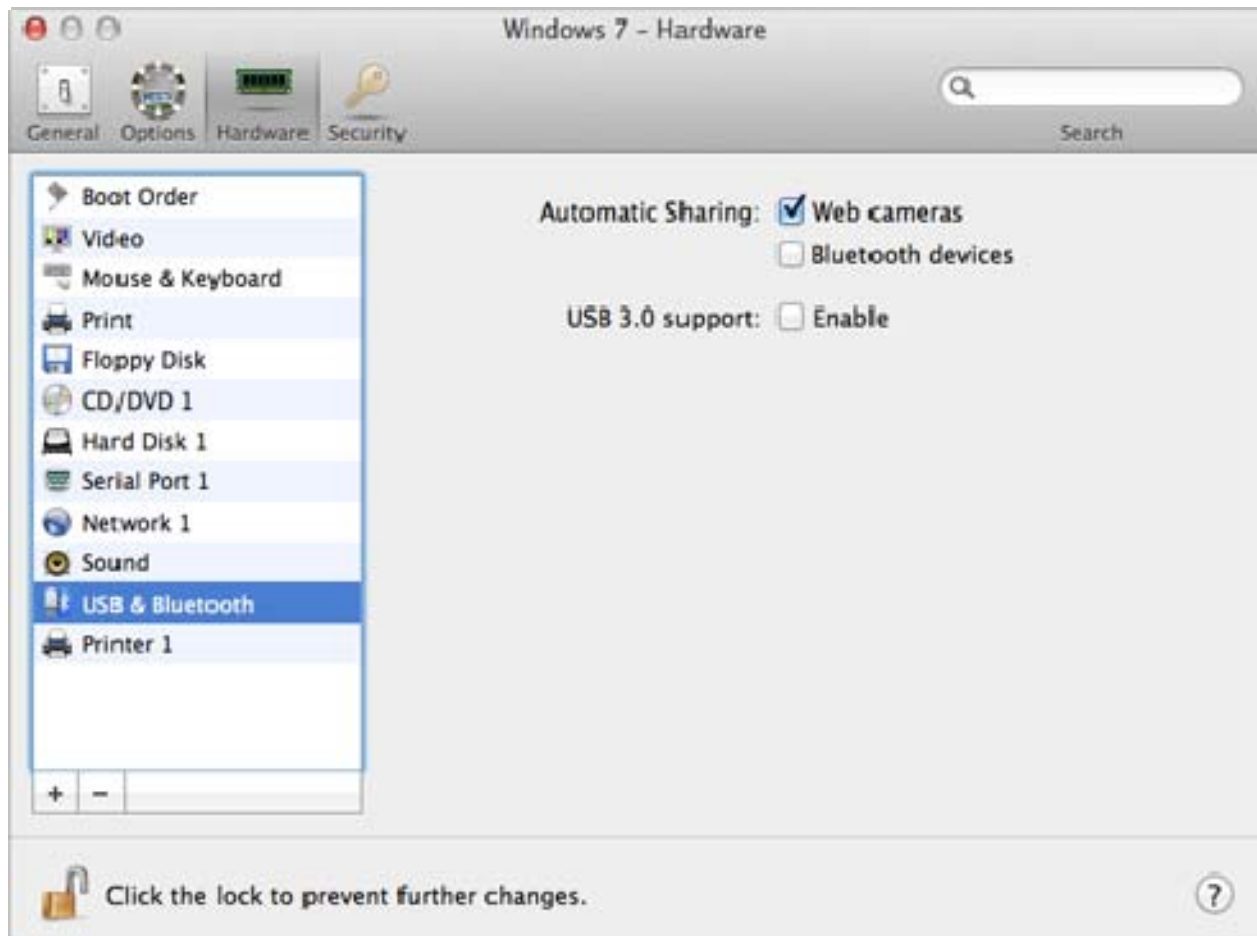 Windows 7 - Hardware
General Options Hardware Security
Search
Boot Order
Video
Mouse & Keyboard
Print
Floppy Disk
CD/DVD 1
Hard Disk 1
Serial Port 1
Network 1
Sound
USB & Bluetooth
Printer 1
+ -
Automatic Sharing: Web cameras
Bluetooth devices
USB 3.0 support: Enable
Click the lock to prevent further changes.
?